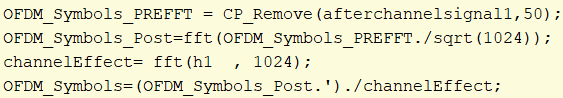 OFDM_Symbols_PREFFT = CP_Remove(afterchannelsignal1,50);
OFDM_Symbols_Post=fft(OFDM_Symbols_PREFFT./sqrt(1024));
channelEffect= fft(h1  , 1024);
OFDM_Symbols=(OFDM_Symbols_Post.')./channelEffect;